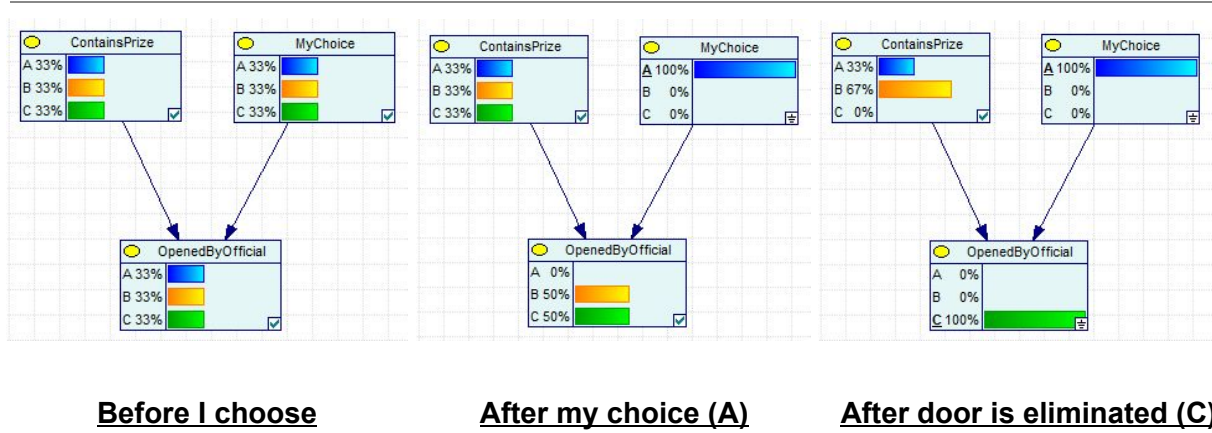 ContainsPrize
A 33%
B 33%
C 33%
MyChoice
A 33%
B 33%
C 33%
OpenedByOfficial
A 33%
B 33%
C 33%
Before I choose
ContainsPrize
A 33%
B 33%
C 33%
MyChoice
A 100%
B 0%
C 0%
OpenedByOfficial
A 0%
B 50%
C 50%
After my choice (A)
ContainsPrize
A 33%
B 67%
C 0%
MyChoice
A 100%
B 0%
C 0%
OpenedByOfficial
A 0%
B 0%
C 100%
After door is eliminated (C)